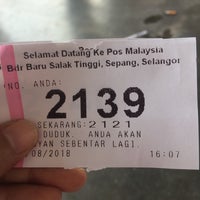 Selamat Datang Ke Pos Malaysia
Bdr Baru Salak Tinggi, Sepang, Selangor
NO. ANDA:
2139
SEKARANG:2121
DUDUK. ANDA AKAN
SEBENTAR LAGI.
/08/2018 16:07